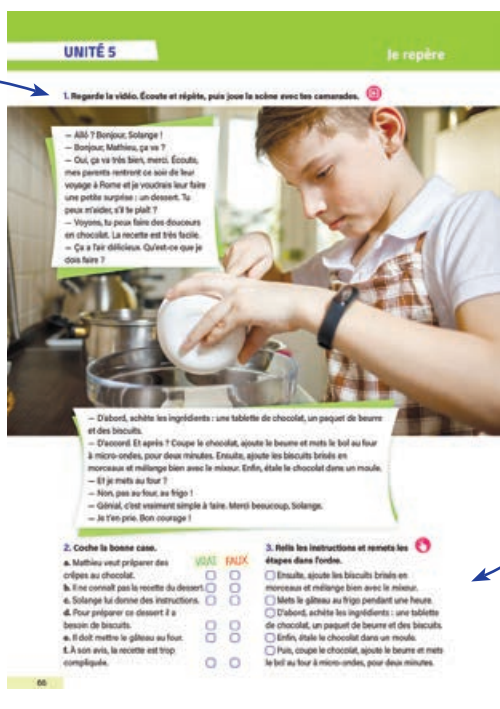 UNITÉ 5
Je repère
1. Regarde la vidéo. Écoute et répète, puis joue la scène avec tes camarades.
– Allô ? Bonjour, Solange !
– Bonjour, Mathieu, ça va ?
– Oui, ça va très bien, merci. Écoute,
mes parents rentrent ce soir de leur
voyage à Rome et je voudrais leur faire
une petite surprise : un dessert. Tu
peux m'aider, s'il te plaît ?
– Voyons, tu peux faire des douceurs
en chocolat. La recette est très facile.
– Ça a l'air délicieux. Qu'est-ce que je
dois faire ?
– D'abord, achète les ingrédients : une tablette de chocolat, un paquet de beurre
et des biscuits.
– D'accord. Et après ? Coupe le chocolat, ajoute le beurre et mets le bol au four
à micro-ondes, pour deux minutes. Ensuite, ajoute les biscuits brisés en
morceaux et mélange bien avec le mixeur. Enfin, étale le chocolat dans un moule.
– Et je mets au four ?
– Non, pas au four, au frigo !
– Génial, c'est vraiment simple à faire. Merci beaucoup, Solange.
– Je t'en prie. Bon courage !
2. Coche la bonne case.
VRAI FAUX
a. Mathieu veut préparer des
crêpes au chocolat.
b. Il ne connaît pas la recette du dessert.
c. Solange lui donne des instructions.
d. Pour préparer ce dessert il a
besoin de biscuits.
e. Il doit mettre le gâteau au four.
f. À son avis, la recette est trop
compliquée.
3. Relis les instructions et remets les
étapes dans l'ordre.
Ensuite, ajoute les biscuits brisés en
morceaux et mélange bien avec le mixeur.
Mets le gâteau au frigo pendant une heure.
D'abord, achète les ingrédients : une tablette
de chocolat, un paquet de beurre et des biscuits.
Enfin, étale le chocolat dans un moule.
Puis, coupe le chocolat, ajoute le beurre et mets
le bol au four à micro-ondes, pour deux minutes.
66